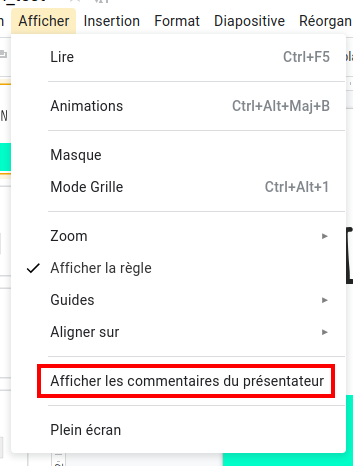 Afficher Insertion Format Diapositive Réorgan
Lire Ctrl+F5
Animations Ctrl+Alt+Maj+B
Masque
Mode Grille Ctrl+Alt+1
Zoom
Afficher la règle
Guides
Aligner sur
Afficher les commentaires du présentateur
Plein écran